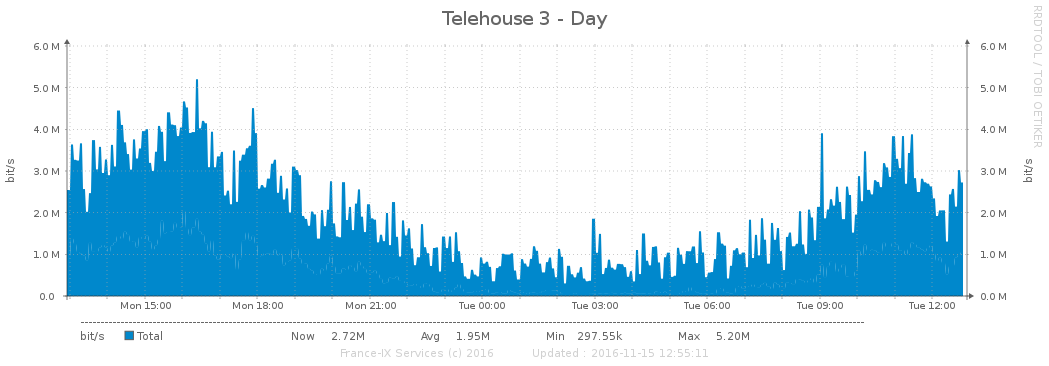 Telehouse 3 - Day
RRDTOOL / TOBI OETIKER
6.0 M 6.0 M
5.0 M 5.0 M
4.0 M 4.0 M
3.0 M 3.0 M
2.0 M 2.0 M
1.0 M 1.0 M
0.0 0.0 M
bit/s bit/s
Mon 15:00 Mon 18:00 Mon 21:00 Tue 00:00 Tue 03:00 Tue 06:00 Tue 09:00 Tue 12:00
bit/s Total Now 2.72M Avg 1.95M Min 297.55k Max 5.20M
France-IX Services (c) 2016 Updated : 2016-11-15 12:55:11